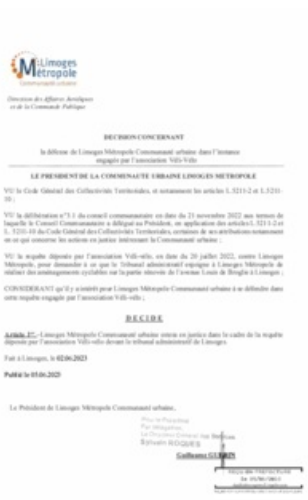 Limoges
Métropole
Communauté urbaine
Direction des Affaires Juridiques
et de la Commande Publique
DECISION CONCERNANT
la défense de Limoges Métropole Communauté urbaine dans l'instance
engagée par l'association Véli-Vélo
LE PRESIDENT DE LA COMMUNAUTE URBAINE LIMOGES METROPOLE
VU le Code Général des Collectivités Territoriales, et notamment les articles L.5211-2 et L.5211-
10 ;
VU la délibération n°3.1 du conseil communautaire en date du 21 novembre 2022 aux termes de
laquelle le Conseil Communautaire a délégué au Président, en application des articles L.5211-2 et
L. 5211-10 du Code Général des Collectivités Territoriales, certaines de ses attributions notamment
en ce qui concerne les actions en justice intéressant la Communauté urbaine ;
VU la requête déposée par l'association Véli-vélo, en date du 20 juillet 2022, contre Limoges
Métropole, pour demander à ce que le Tribunal administratif enjoigne à Limoges Métropole de
réaliser des aménagements cyclables sur la partie rénovée de l'avenue Louis de Broglie à Limoges ;
CONSIDERANT qu'il y a intérêt pour Limoges Métropole Communauté urbaine à se défendre dans
cette requête engagée par l'association Véli-vélo ;
D E C I D E
Limoges Métropole Communauté urbaine en justice dans le cadre de la requête
déposée par l'association Véli-vélo devant le tribunal administratif de Limoges
Fait à Limoges, le 02.06.2023
Publié le 05.06.2023
Le Président de Limoges Métropole Communauté urbaine,
Pour le Président
Par délégation,
Le Directeur Général des Services
Sylvain ROQUES
Guillaume GUERIN